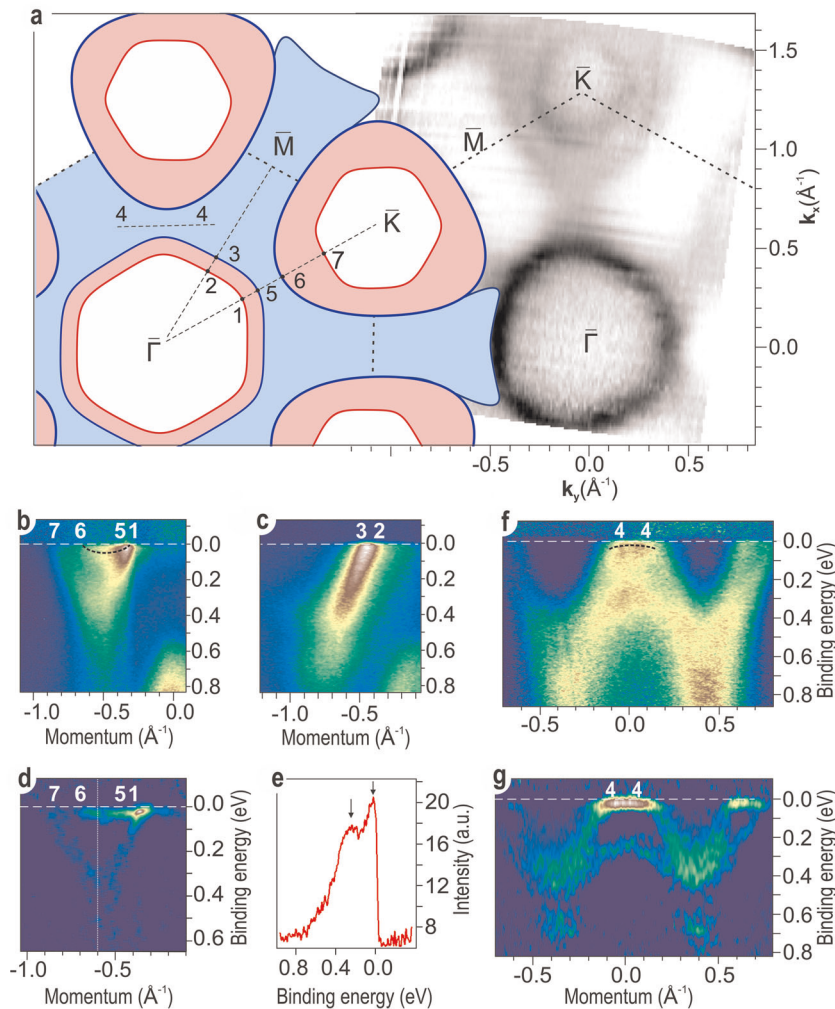 a
K̄
M̄
M̄
4 4
K̄
3
7
2
6
5
1
Γ̄
Γ̄
1.5
1.0
0.5
0.0
kx(Å-1)
-0.5 0.0 0.5
ky(Å-1)
b
7 6 51
0.0
0.2
0.4
0.6
0.8
-1.0 -0.5 0.0
Momentum (Å-1)
c
3 2
0.0
0.2
0.4
0.6
0.8
-1.0 -0.5
Momentum (Å-1)
f
4 4
0.0
0.2
0.4
0.6
0.8
Binding energy (eV)
-0.5 0.0 0.5
d
7 6 51
0.0
0.2
0.4
0.6
Binding energy (eV)
-1.0 -0.5
Momentum (Å-1)
e
20
16
12
8
Intensity (a.u.)
0.8 0.4 0.0
Binding energy (eV)
g
4 4
0.0
0.2
0.4
0.6
0.8
Binding energy (eV)
-0.5 0.0 0.5
Momentum (Å-1)